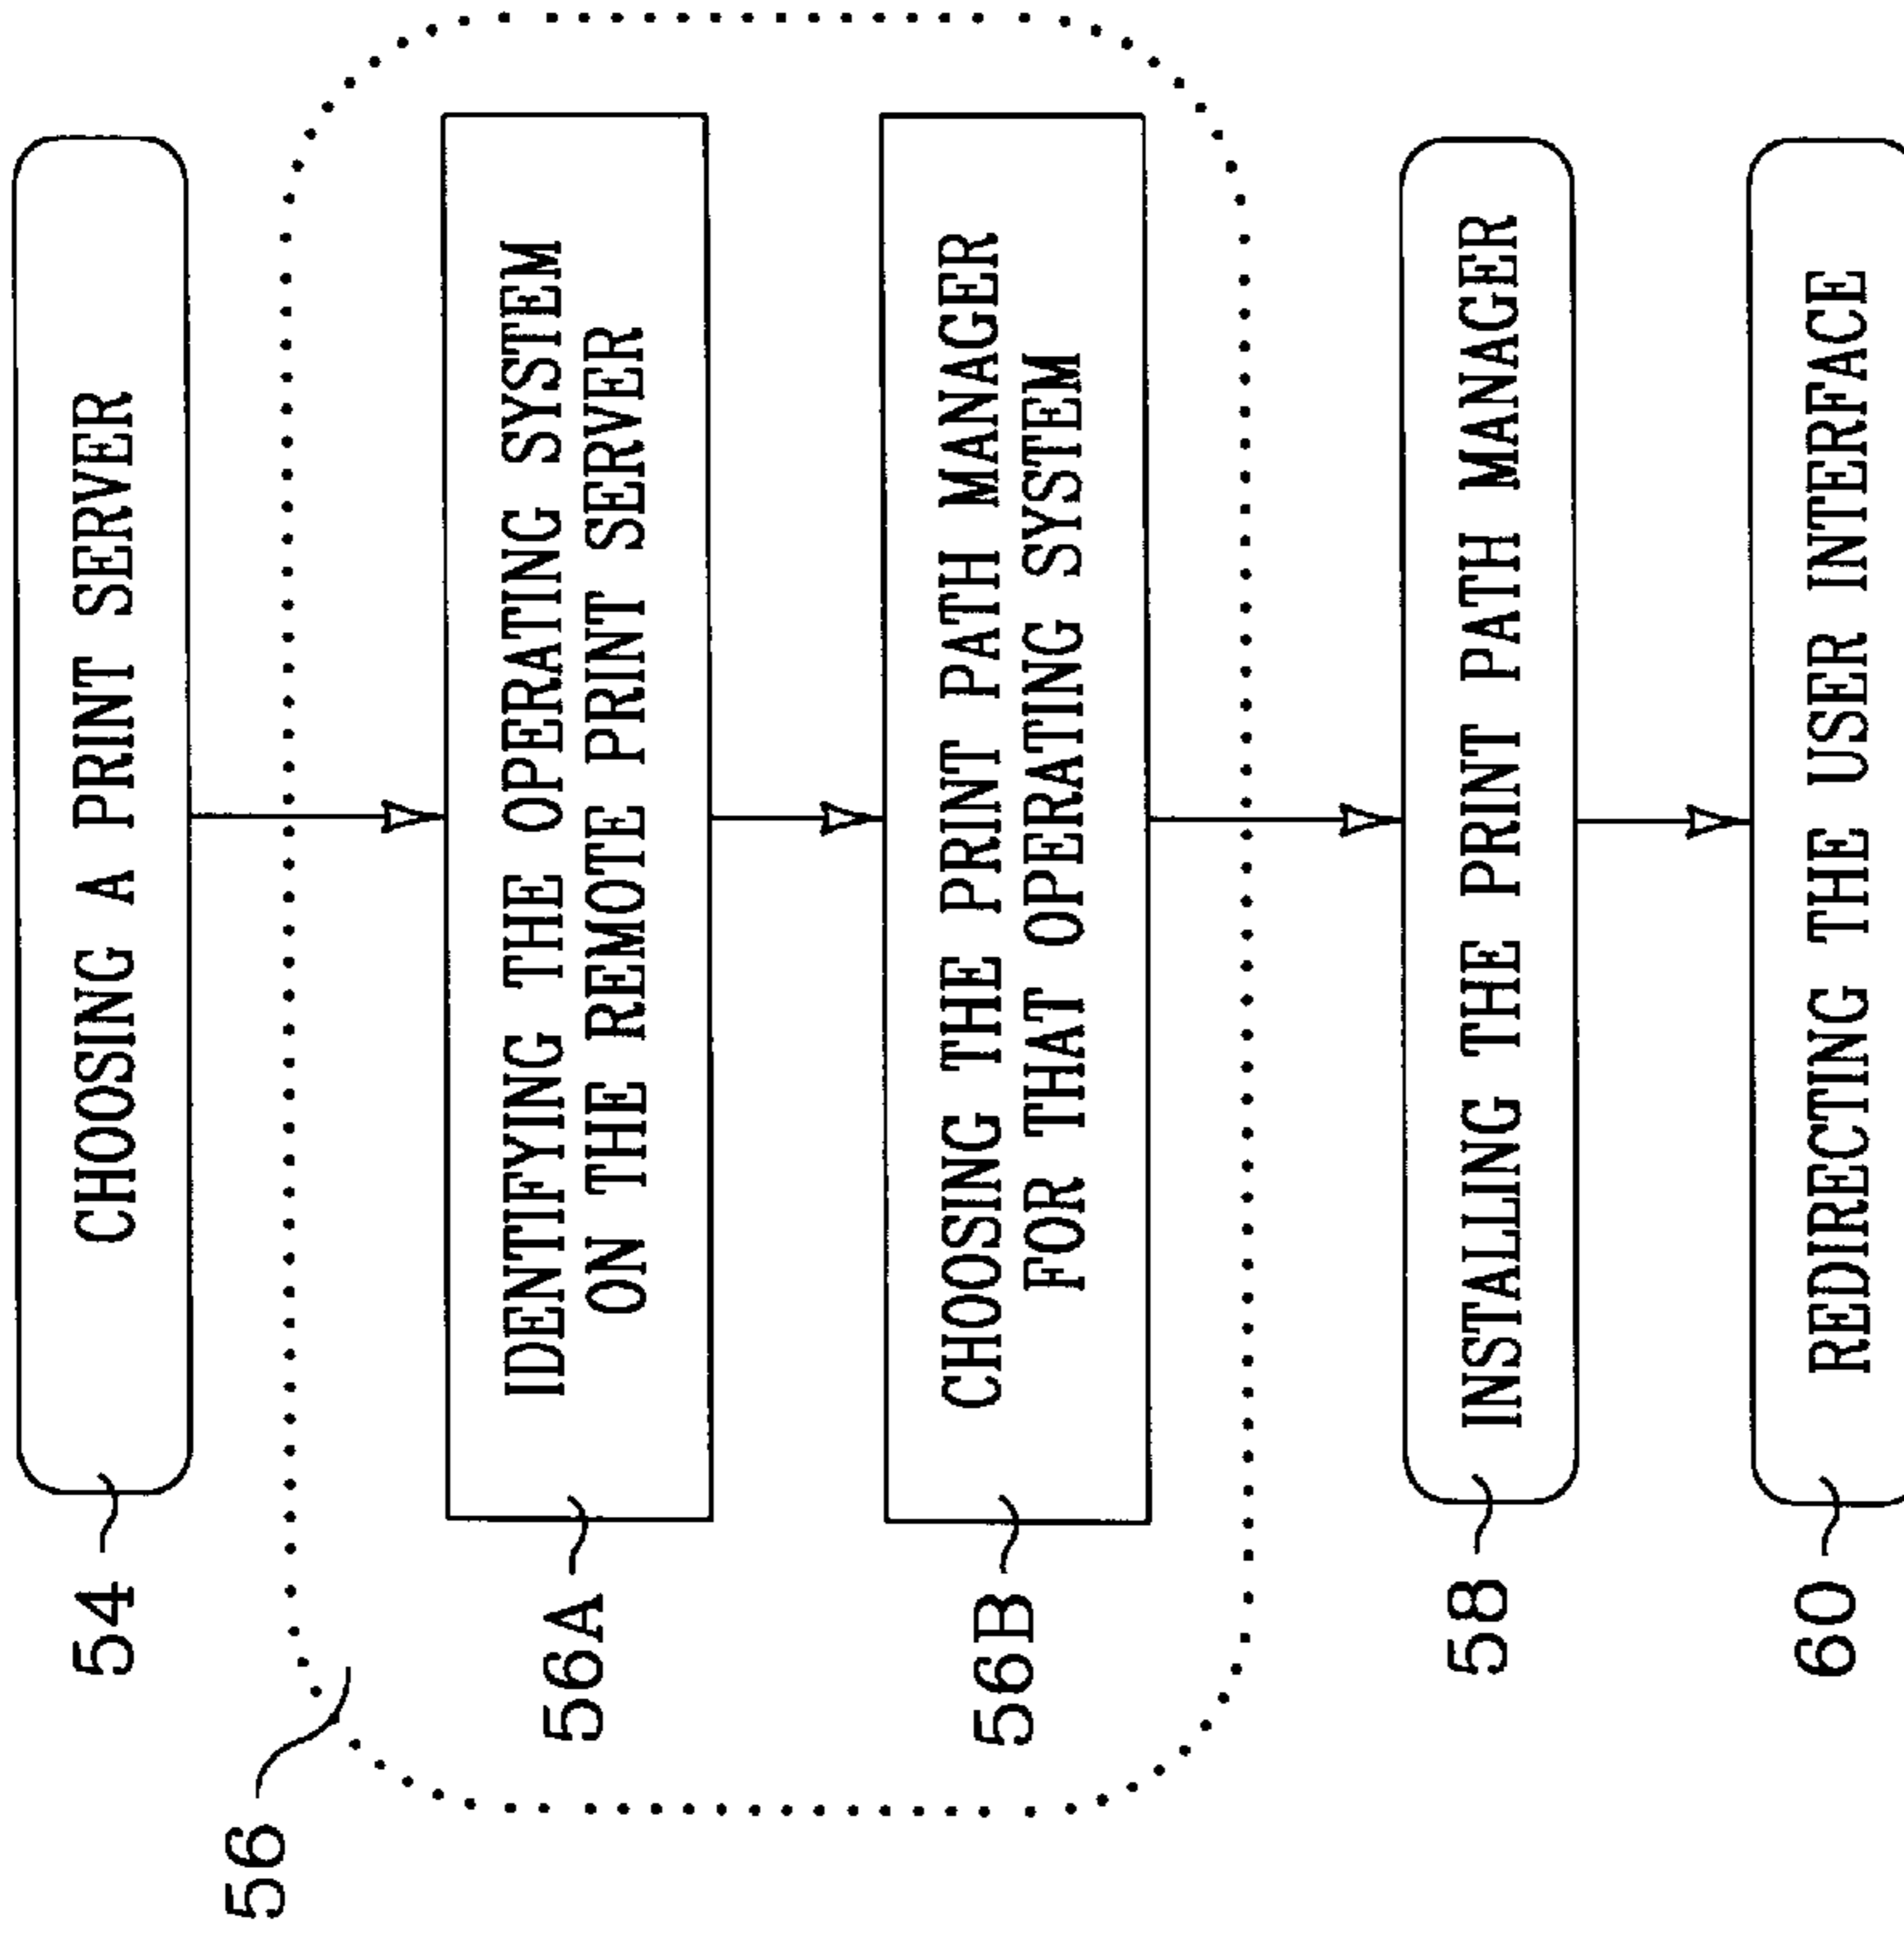 54
CHOOSING A PRINT SERVER
56
56A
IDENTIFYING THE OPERATING SYSTEM
ON THE REMOTE PRINT SERVER
56B
CHOOSING THE PRINT PATH MANAGER
FOR THAT OPERATING SYSTEM
58
INSTALLING THE PRINT PATH MANAGER
60
REDIRECTING THE USER INTERFACE